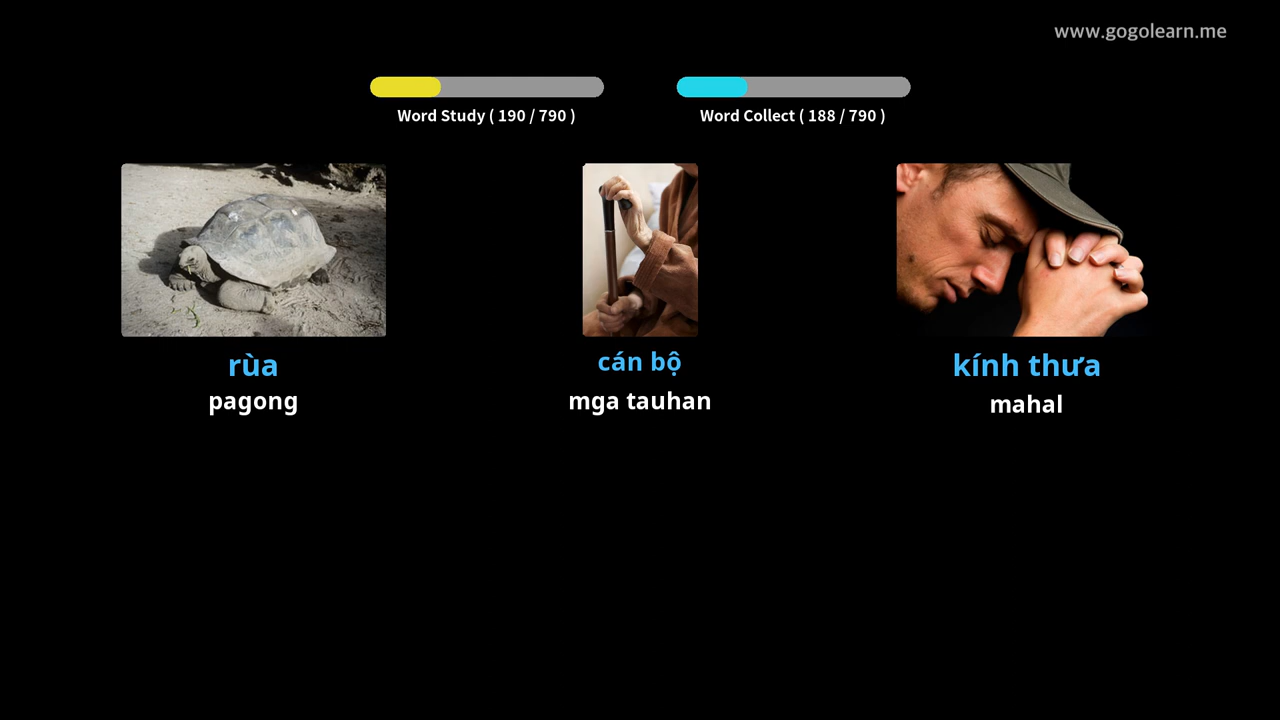 www.gogolearn.me
Word Study ( 190 / 790 )
Word Collect ( 188 / 790 )
rùa
pagong
cán bộ
mga tauhan
kính thưa
mahal